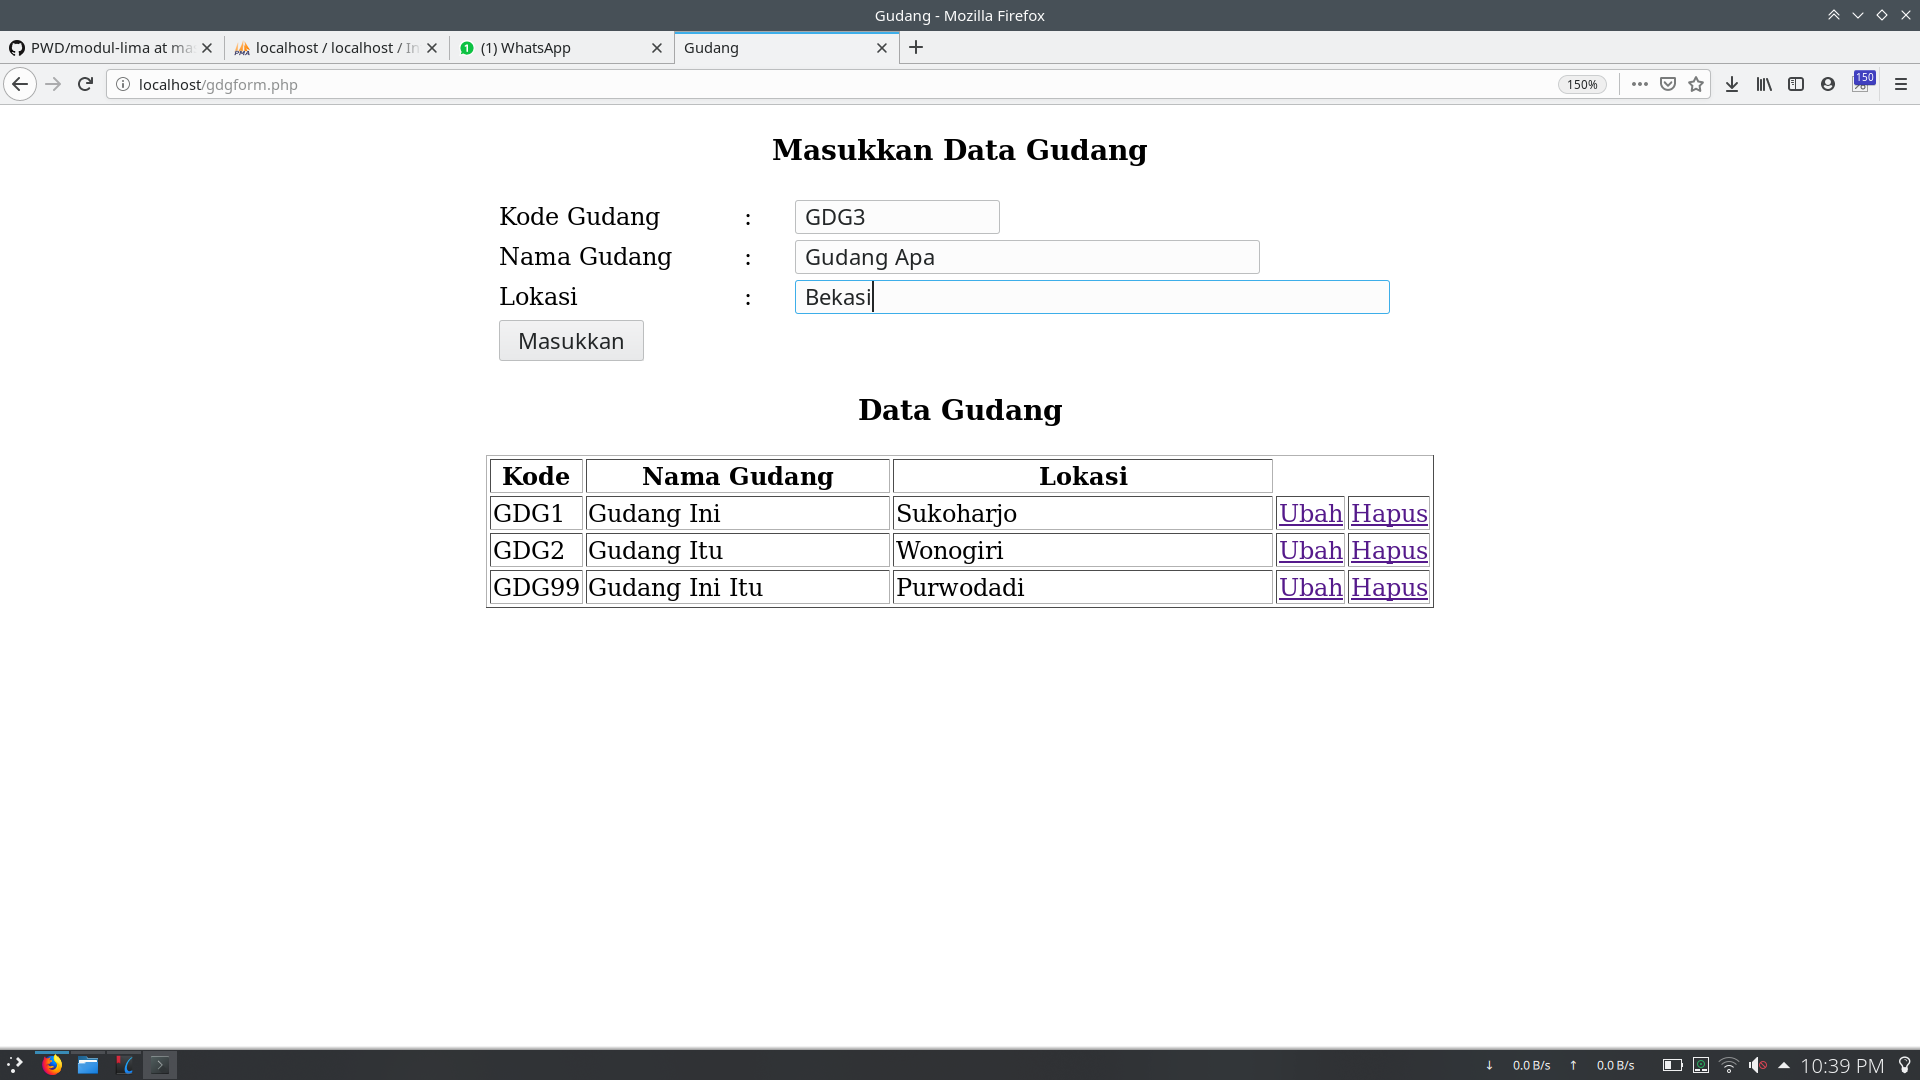 Gudang - Mozilla Firefox
PWD/modul-lima at ma
localhost / localhost / In
(1) WhatsApp
Gudang
localhost/gdgform.php
150%
150
Masukkan Data Gudang
Kode Gudang : GDG3
Nama Gudang : Gudang Apa
Lokasi : Bekasi
Masukkan
Data Gudang
Kode Nama Gudang Lokasi
GDG1 Gudang Ini Sukoharjo Ubah Hapus
GDG2 Gudang Itu Wonogiri Ubah Hapus
GDG99 Gudang Ini Itu Purwodadi Ubah Hapus
↓ 0.0 B/s ↑ 0.0 B/s 10:39 PM